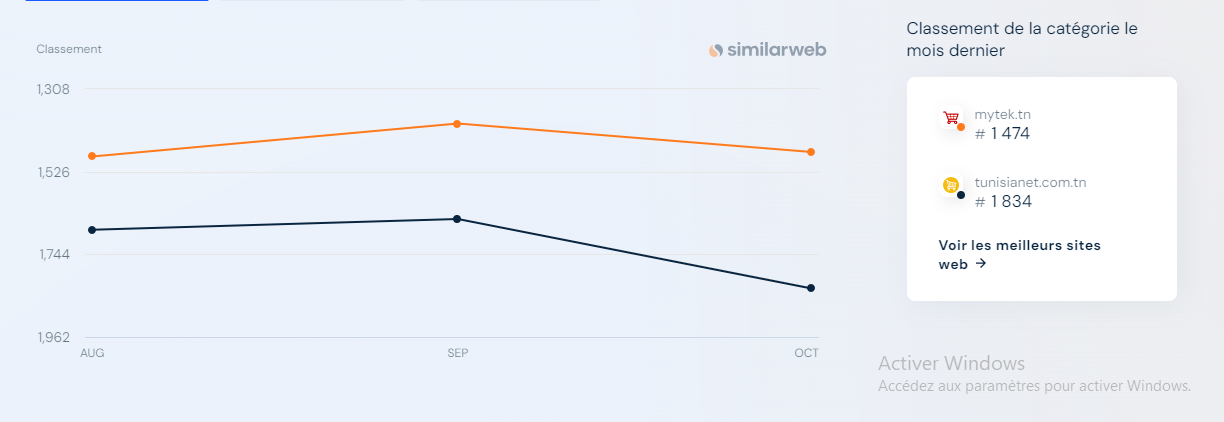 Classement
similarweb
1,308
1,526
1,744
1,962
AUG
SEP
OCT
Classement de la catégorie le
mois dernier
mytek.tn
# 1 474
tunisianet.com.tn
# 1 834
Voir les meilleurs sites
web →
Activer Windows
Accédez aux paramètres pour activer Windows.